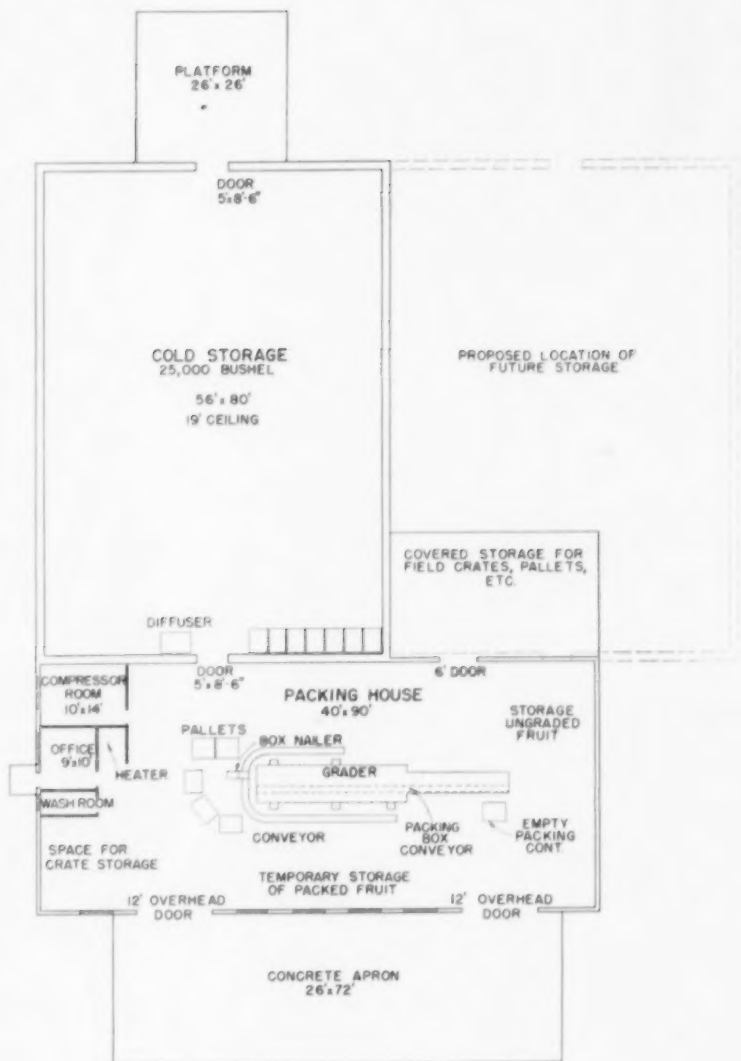 PLATFORM
26' x 26'
DOOR
5'x 8'-6"
COLD STORAGE
25,000 BUSHEL
56' x 80'
19' CEILING
PROPOSED LOCATION OF
FUTURE STORAGE
COVERED STORAGE FOR
FIELD CRATES, PALLETS,
ETC.
DIFFUSER
DOOR
5'x 8'-6"
6' DOOR
COMPRESSOR
ROOM
10'x 14'
PACKING HOUSE
40'x 90'
STORAGE
UNGRADED
FRUIT
PALLETS
BOX NAILER
OFFICE
9'x 10'
HEATER
GRADER
WASH ROOM
CONVEYOR
PACKING
BOX
CONVEYOR
EMPTY
PACKING
CONT.
SPACE FOR
CRATE STORAGE
TEMPORARY STORAGE
OF PACKED FRUIT
12' OVERHEAD
DOOR
12' OVERHEAD
DOOR
CONCRETE APRON
26'x 72'